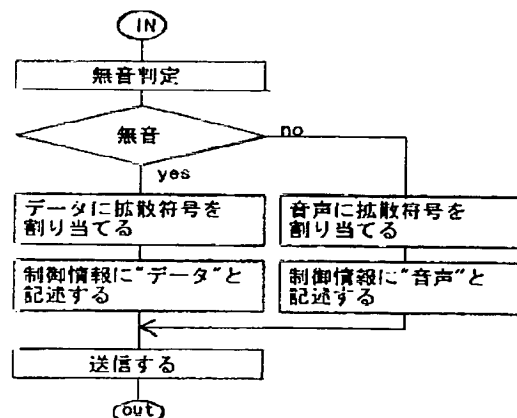 IN
無音判定
無音
no
yes
データに拡散符号を
割り当てる
音声に拡散符号を
割り当てる
制御情報に"データ"と
記述する
制御情報に"音声"と
記述する
送信する
out